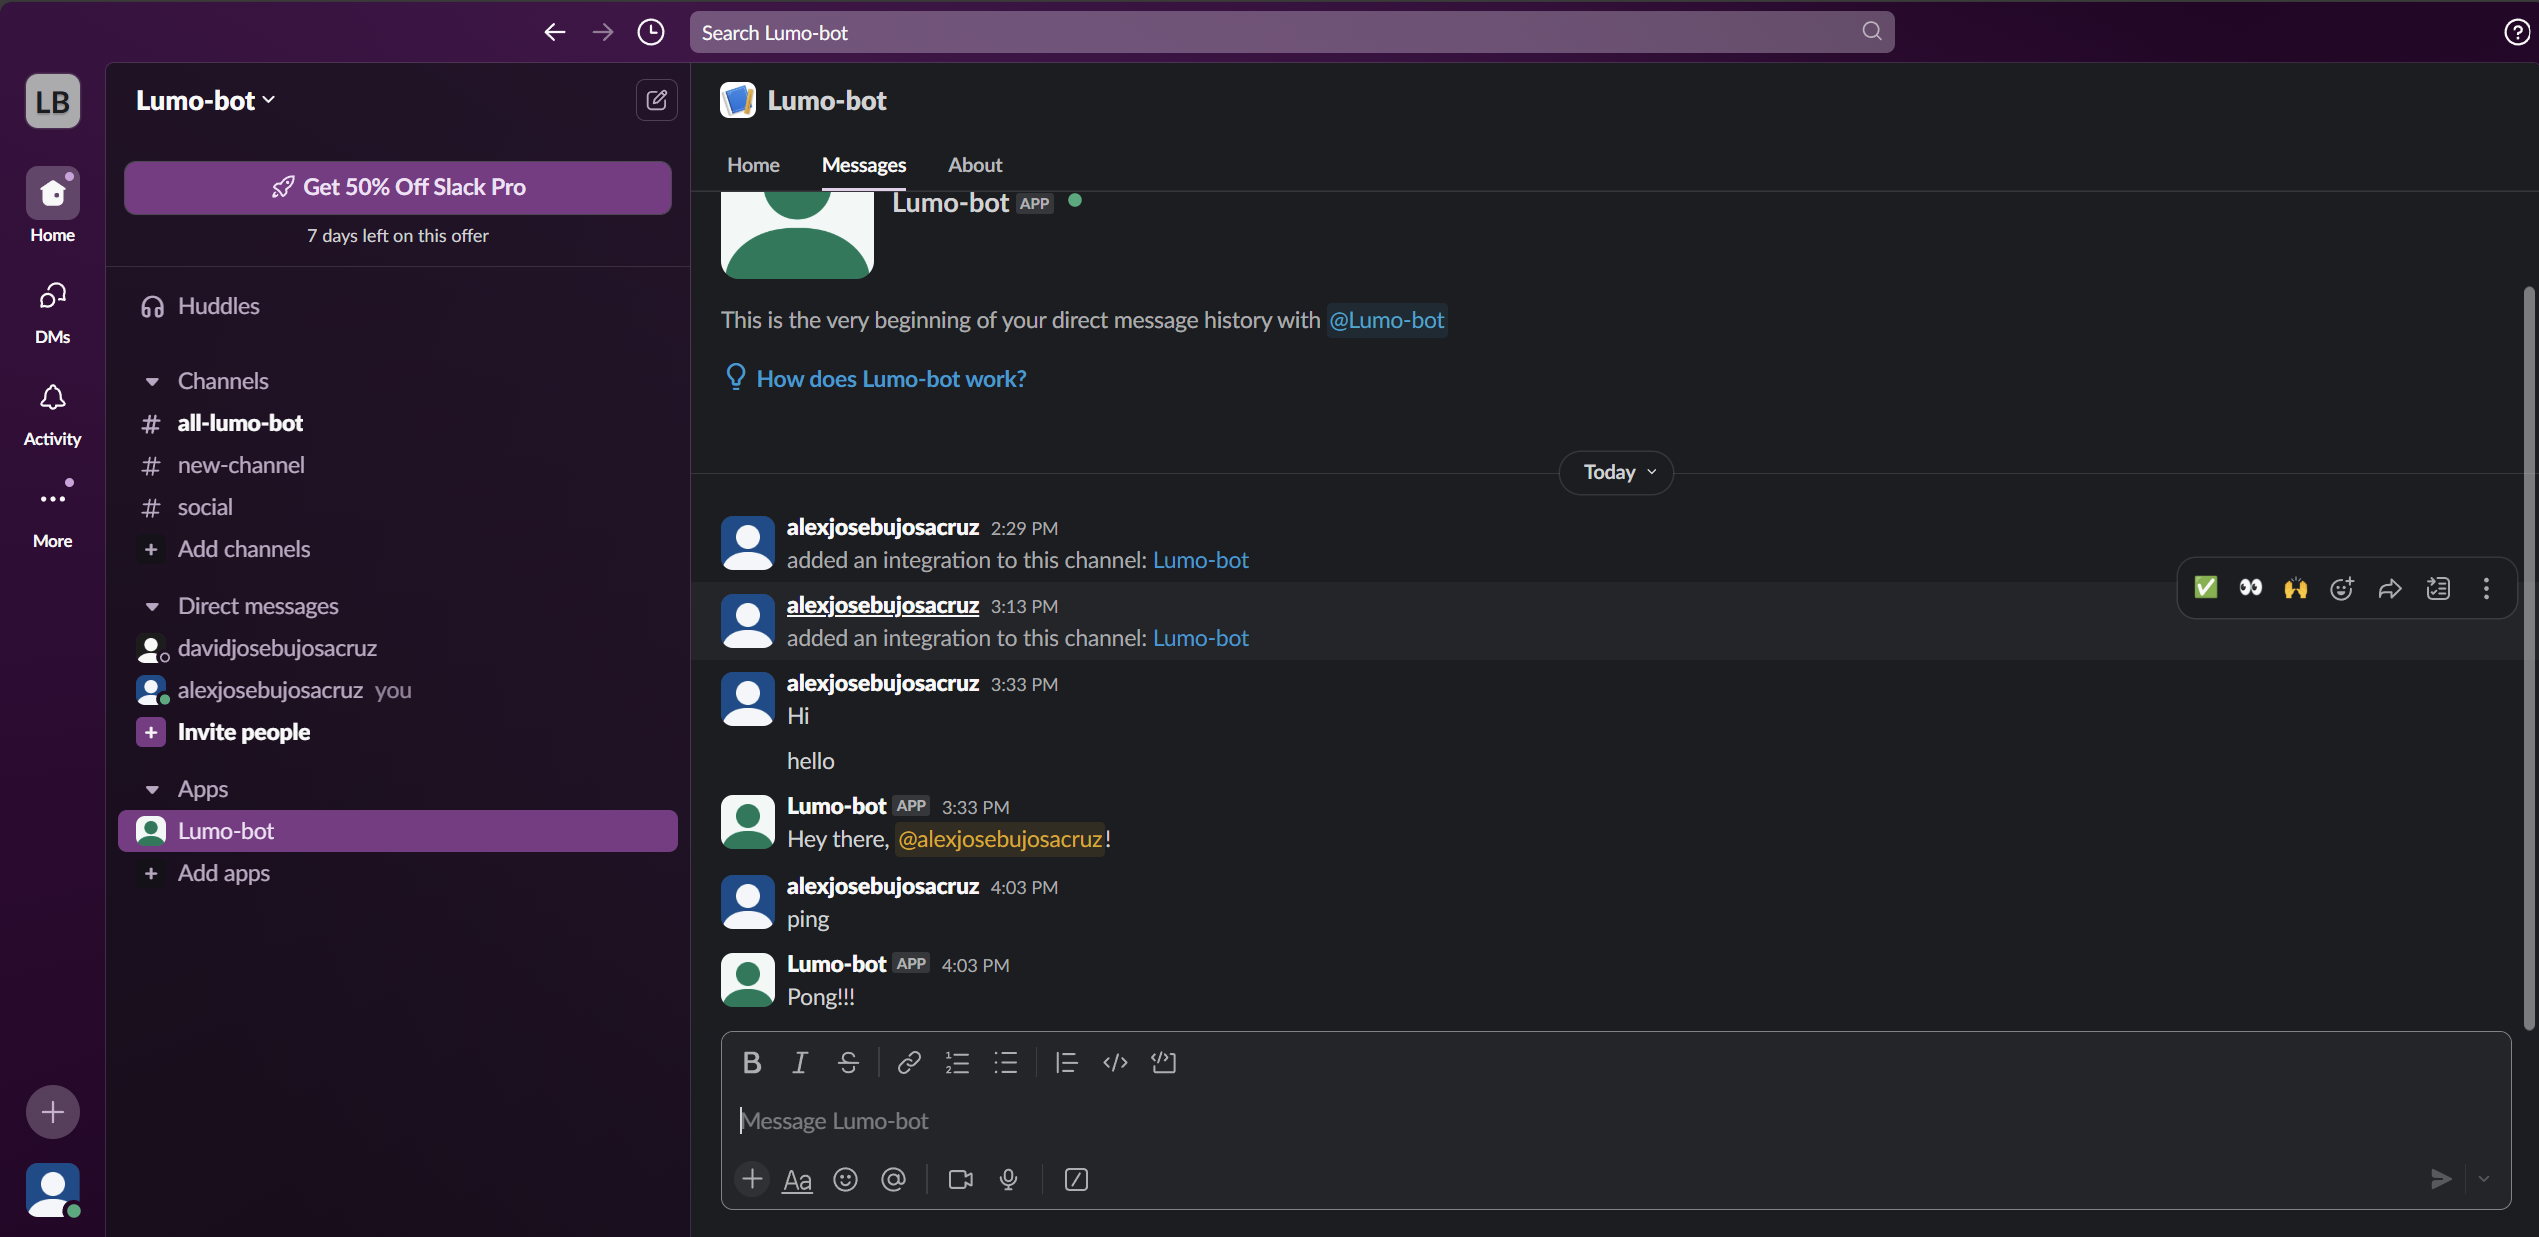 Search Lumo-bot
LB
Home
DMs
Activity
More
Lumo-bot
Get 50% Off Slack Pro
7 days left on this offer
Huddles
Channels
# all-lumo-bot
# new-channel
# social
+ Add channels
Direct messages
davidjosebujosacruz
alexjosebujosacruz you
+ Invite people
Apps
Lumo-bot
+ Add apps
Lumo-bot
Home Messages About
Lumo-bot APP
This is the very beginning of your direct message history with @Lumo-bot
How does Lumo-bot work?
Today
alexjosebujosacruz 2:29 PM
added an integration to this channel: Lumo-bot
alexjosebujosacruz 3:13 PM
added an integration to this channel: Lumo-bot
alexjosebujosacruz 3:33 PM
Hi
hello
Lumo-bot APP 3:33 PM
Hey there, @alexjosebujosacruz!
alexjosebujosacruz 4:03 PM
ping
Lumo-bot APP 4:03 PM
Pong!!!
Message Lumo-bot
Aa